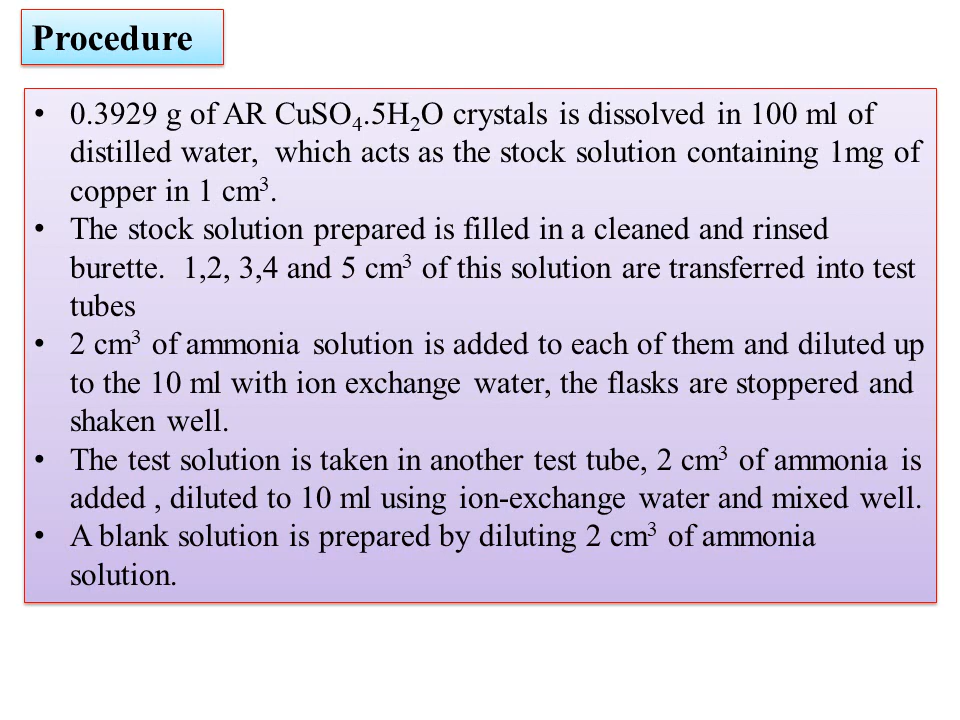 Procedure
• 0.3929 g of AR CuSO₄.5H₂O crystals is dissolved in 100 ml of
distilled water,  which acts as the stock solution containing 1mg of
copper in 1 cm³.
• The stock solution prepared is filled in a cleaned and rinsed
burette.  1,2, 3,4 and 5 cm³ of this solution are transferred into test
tubes
• 2 cm³ of ammonia solution is added to each of them and diluted up
to the 10 ml with ion exchange water, the flasks are stoppered and
shaken well.
• The test solution is taken in another test tube, 2 cm³ of ammonia is
added , diluted to 10 ml using ion-exchange water and mixed well.
• A blank solution is prepared by diluting 2 cm³ of ammonia
solution.